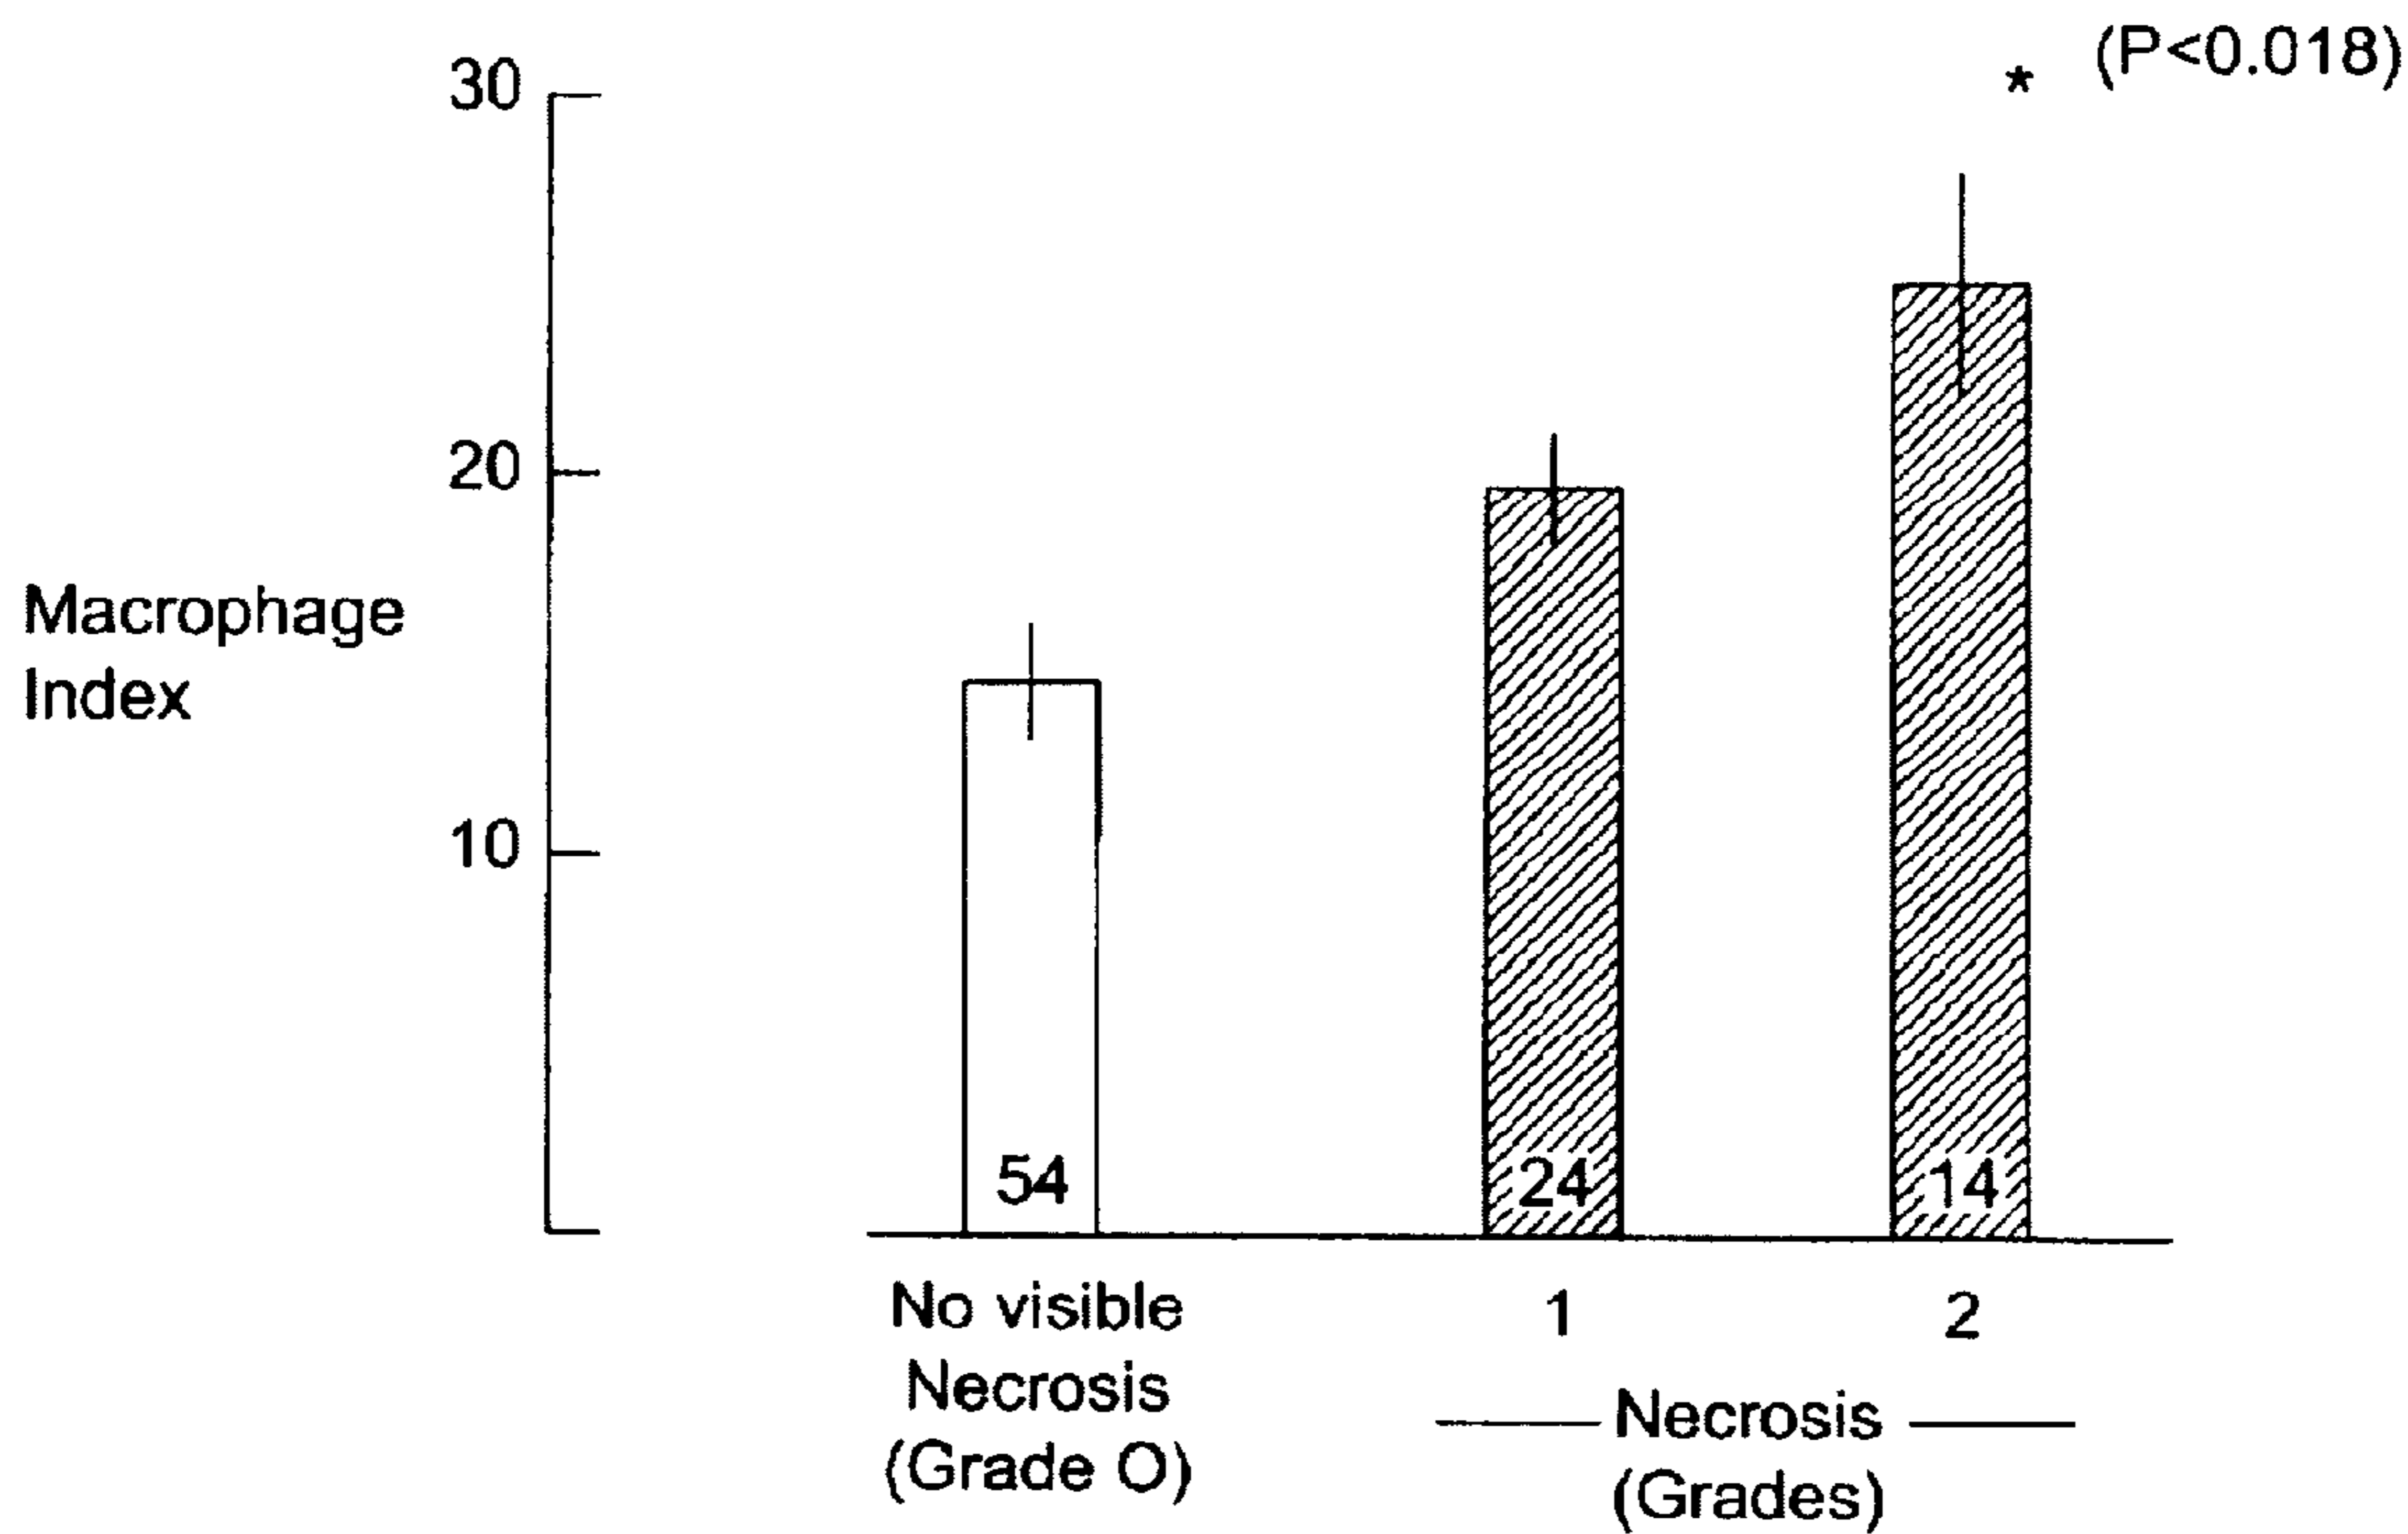 (P<0.018)
*
30
20
10
Macrophage
Index
54
24
14
No visible
Necrosis
(Grade O)
1
2
Necrosis
(Grades)